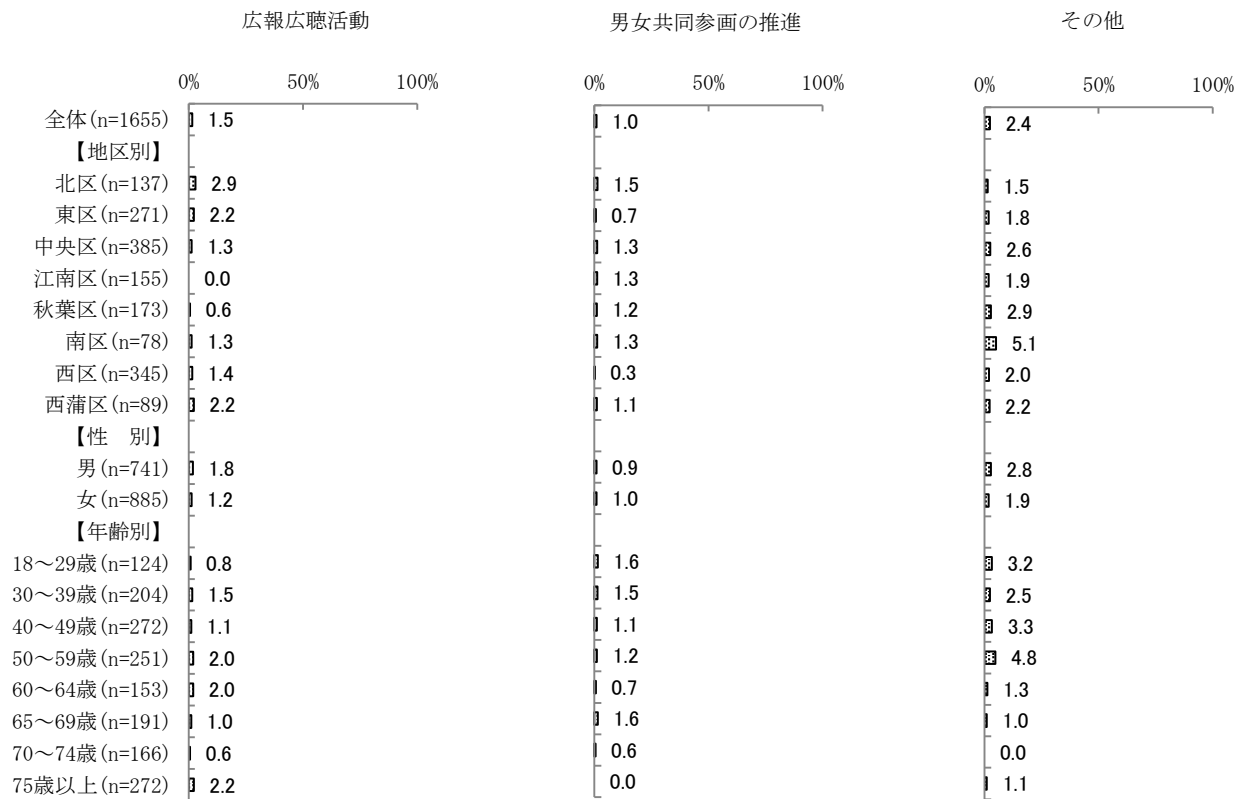 広報広聴活動 男女共同参画の推進 その他
0% 50% 100% 0% 50% 100% 0% 50% 100%
全体(n=1655) 1.5 1.0 2.4
【地区別】
北区(n=137) 2.9 1.5 1.5
東区(n=271) 2.2 0.7 1.8
中央区(n=385) 1.3 1.3 2.6
江南区(n=155) 0.0 1.3 1.9
秋葉区(n=173) 0.6 1.2 2.9
南区(n=78) 1.3 1.3 5.1
西区(n=345) 1.4 0.3 2.0
西蒲区(n=89) 2.2 1.1 2.2
【性　別】
男(n=741) 1.8 0.9 2.8
女(n=885) 1.2 1.0 1.9
【年齢別】
18～29歳(n=124) 0.8 1.6 3.2
30～39歳(n=204) 1.5 1.5 2.5
40～49歳(n=272) 1.1 1.1 3.3
50～59歳(n=251) 2.0 1.2 4.8
60～64歳(n=153) 2.0 0.7 1.3
65～69歳(n=191) 1.0 1.6 1.0
70～74歳(n=166) 0.6 0.6 0.0
75歳以上(n=272) 2.2 0.0 1.1